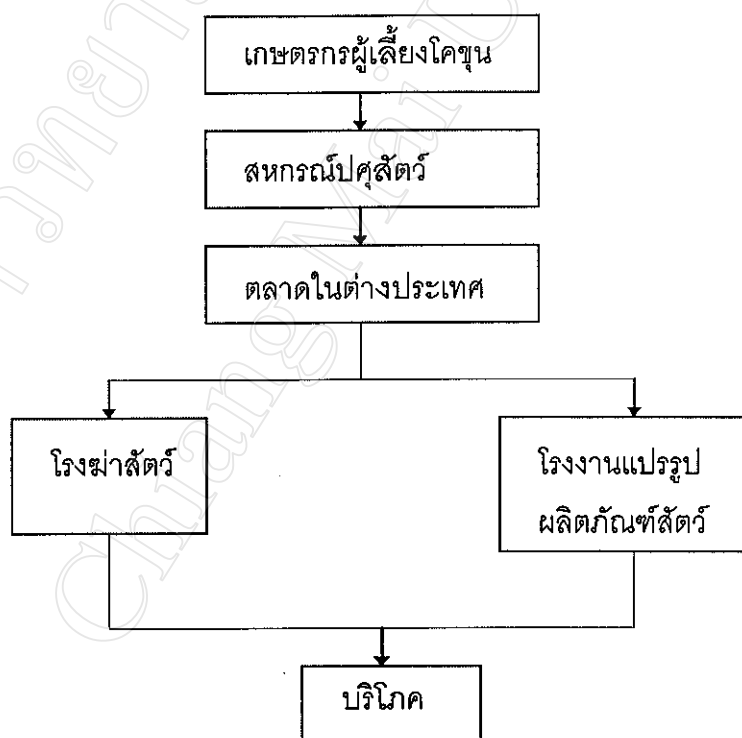 เกษตรกรผู้เลี้ยงโคขุน
สหกรณ์ปศุสัตว์
ตลาดในต่างประเทศ
โรงฆ่าสัตว์
โรงงานแปรรูป
ผลิตภัณฑ์สัตว์
บริโภค
Chiang Mai U